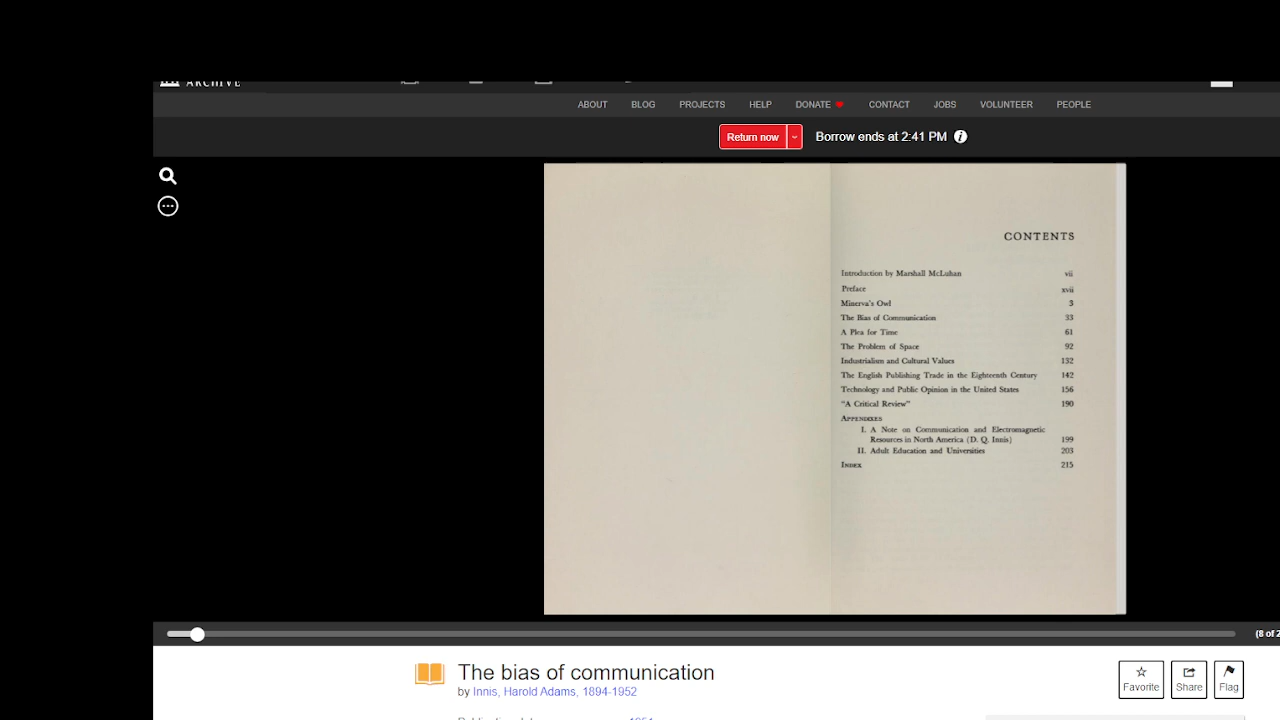 ARCHIVE
ABOUT BLOG PROJECTS HELP DONATE CONTACT JOBS VOLUNTEER PEOPLE
Return now Borrow ends at 2:41 PM
CONTENTS
Introduction by Marshall McLuhan vii
Preface xvii
Minerva's Owl 3
The Bias of Communication 33
A Plea for Time 61
The Problem of Space 92
Industrialism and Cultural Values 132
The English Publishing Trade in the Eighteenth Century 142
Technology and Public Opinion in the United States 156
"A Critical Review" 190
APPENDIXES
I. A Note on Communication and Electromagnetic
Resources in North America (D. Q. Innis) 199
II. Adult Education and Universities 203
INDEX 215
(8 of 2
The bias of communication
by Innis, Harold Adams, 1894-1952
Favorite Share Flag